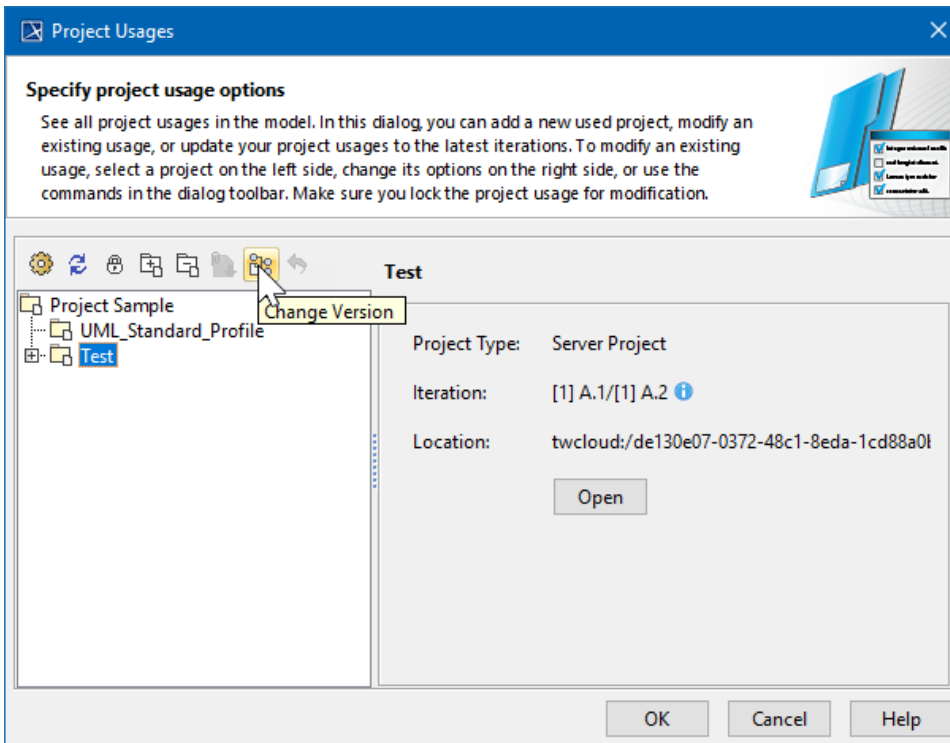 Project Usages
Specify project usage options
See all project usages in the model. In this dialog, you can add a new used project, modify an
existing usage, or update your project usages to the latest iterations. To modify an existing
usage, select a project on the left side, change its options on the right side, or use the
commands in the dialog toolbar. Make sure you lock the project usage for modification.
Test
Change Version
Project Sample
UML_Standard_Profile
Test
Project Type: Server Project
Iteration: [1] A.1/[1] A.2
Location: twcloud:/de130e07-0372-48c1-8eda-1cd88a0
Open
OK Cancel Help